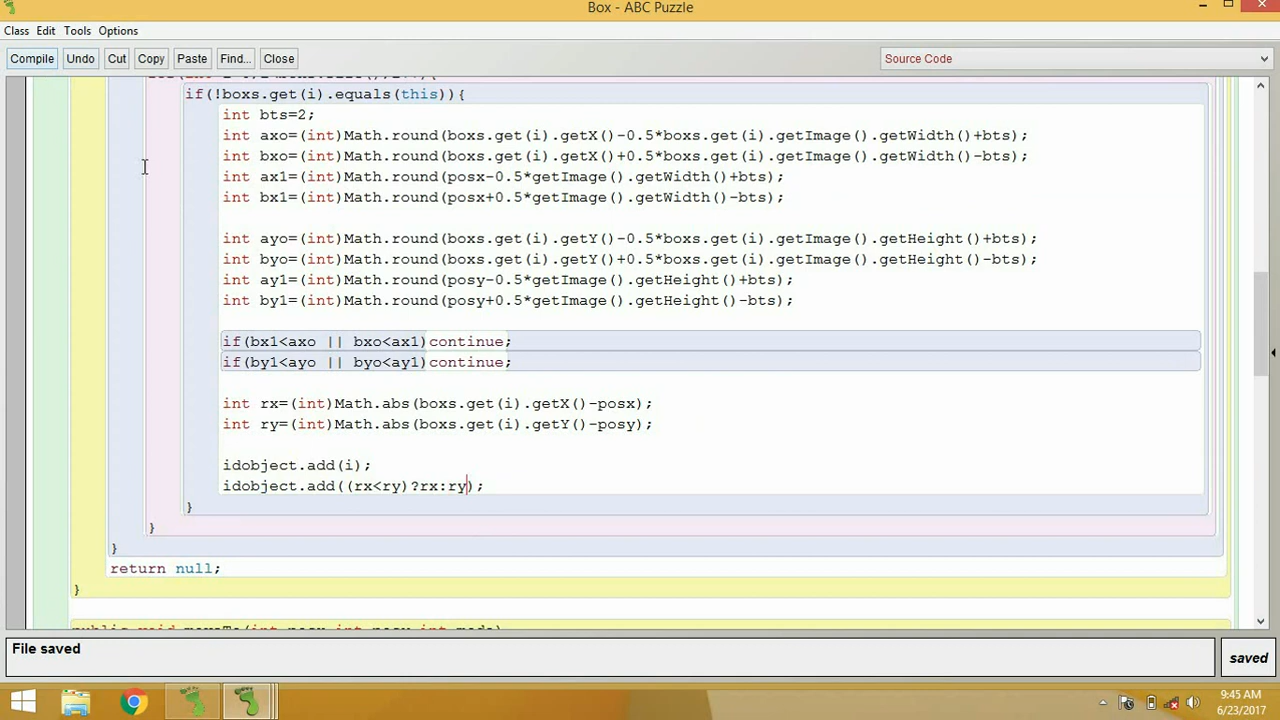 Box - ABC Puzzle
Class Edit Tools Options
Compile Undo Cut Copy Paste Find... Close Source Code
if(!boxs.get(i).equals(this)){
int bts=2;
int axo=(int)Math.round(boxs.get(i).getX()-0.5*boxs.get(i).getImage().getWidth()+bts);
int bxo=(int)Math.round(boxs.get(i).getX()+0.5*boxs.get(i).getImage().getWidth()-bts);
int ax1=(int)Math.round(posx-0.5*getImage().getWidth()+bts);
int bx1=(int)Math.round(posx+0.5*getImage().getWidth()-bts);
int ayo=(int)Math.round(boxs.get(i).getY()-0.5*boxs.get(i).getImage().getHeight()+bts);
int byo=(int)Math.round(boxs.get(i).getY()+0.5*boxs.get(i).getImage().getHeight()-bts);
int ay1=(int)Math.round(posy-0.5*getImage().getHeight()+bts);
int by1=(int)Math.round(posy+0.5*getImage().getHeight()-bts);
if(bx1<axo || bxo<ax1)continue;
if(by1<ayo || byo<ay1)continue;
int rx=(int)Math.abs(boxs.get(i).getX()-posx);
int ry=(int)Math.abs(boxs.get(i).getY()-posy);
idobject.add(i);
idobject.add((rx<ry)?rx:ry);
}
}
}
return null;
}
File saved
saved
9:45 AM
6/23/2017